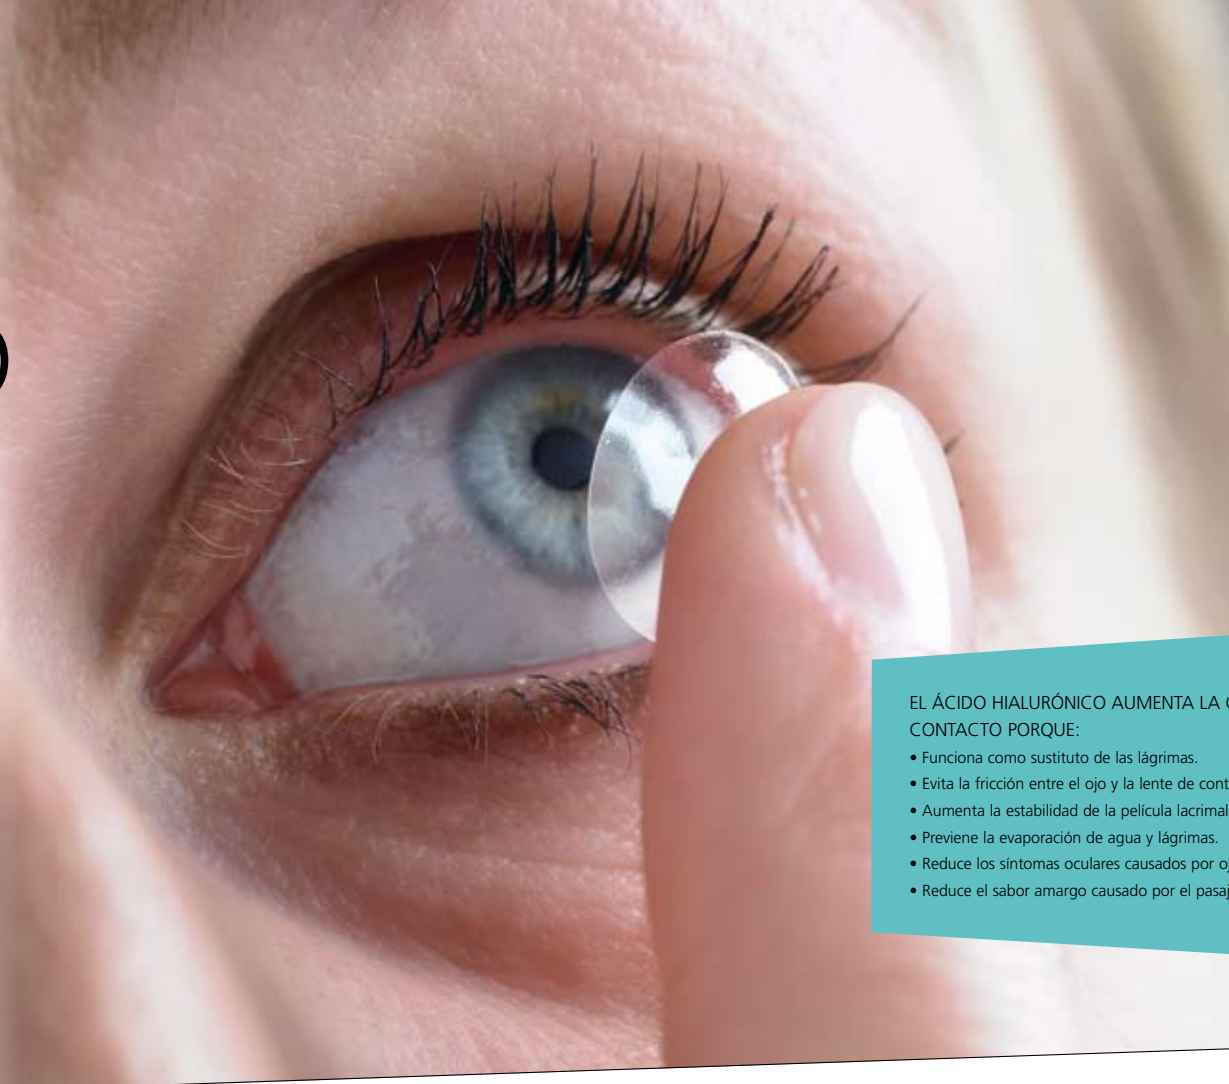 )
EL ÁCIDO HIALURÓNICO AUMENTA LA
CONTACTO PORQUE:
• Funciona como sustituto de las lágrimas.
• Evita la fricción entre el ojo y la lente de
• Aumenta la estabilidad de la película lacrimal
• Previene la evaporación de agua y lágrimas.
• Reduce los síntomas oculares causados por
• Reduce el sabor amargo causado por el